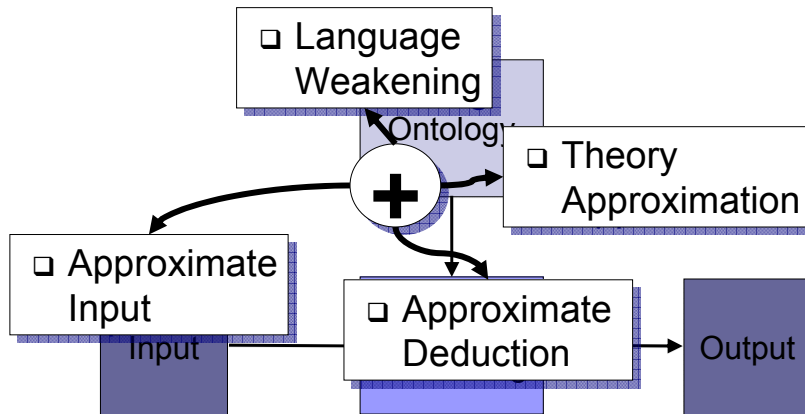 ❑ Language
Weakening
Ontology
+
❑ Theory
Approximation
❑ Approximate
Input
❑ Approximate
Deduction
Input
Output